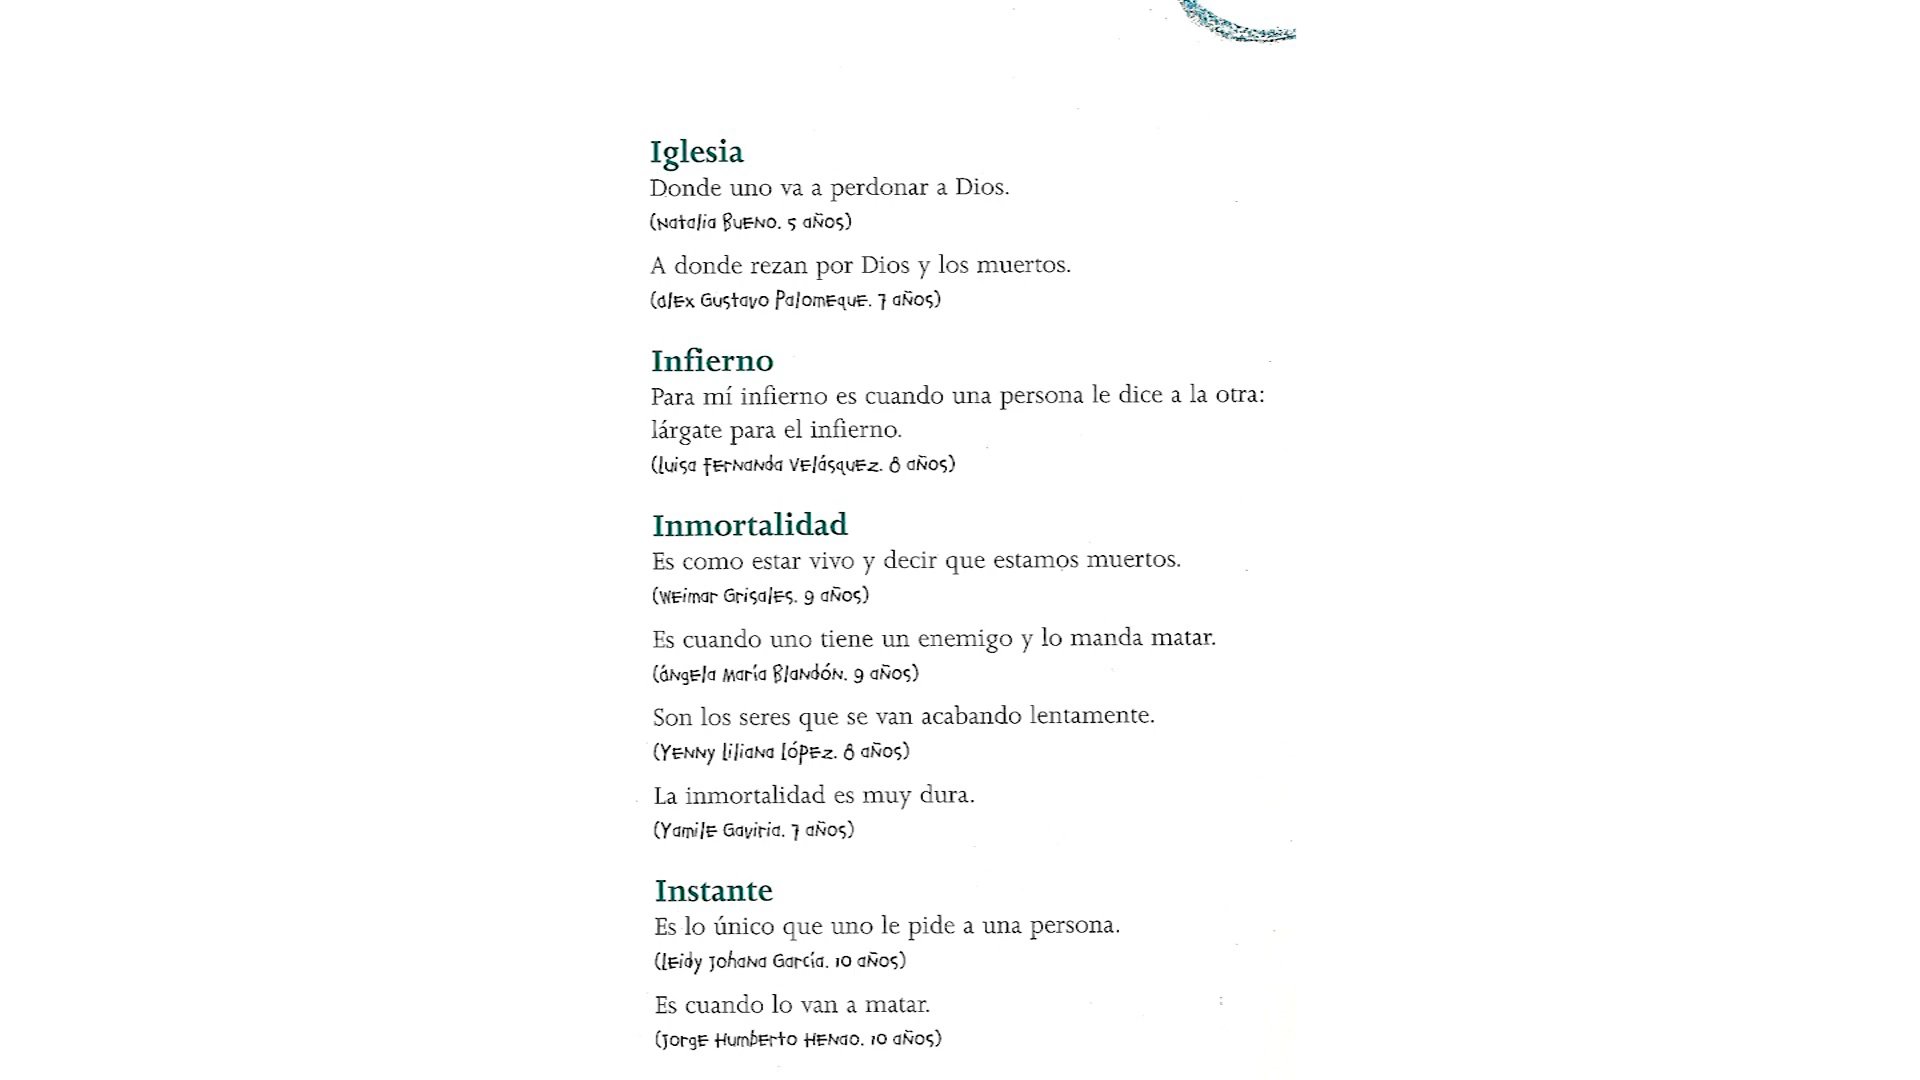 Iglesia
Donde uno va a perdonar a Dios.
(Natalia Bueno. 5 años)
A donde rezan por Dios y los muertos.
(Alex Gustavo Palomeque. 7 años)
Infierno
Para mí infierno es cuando una persona le dice a la otra:
lárgate para el infierno.
(Luisa Fernanda Velásquez. 8 años)
Inmortalidad
Es como estar vivo y decir que estamos muertos.
(Weimar Grisales. 9 años)
Es cuando uno tiene un enemigo y lo manda matar.
(Ángela María Blandón. 9 años)
Son los seres que se van acabando lentamente.
(Yenny Liliana López. 8 años)
La inmortalidad es muy dura.
(Yamile Gaviria. 7 años)
Instante
Es lo único que uno le pide a una persona.
(Leidy Johana García. 10 años)
Es cuando lo van a matar.
(Jorge Humberto Henao. 10 años)